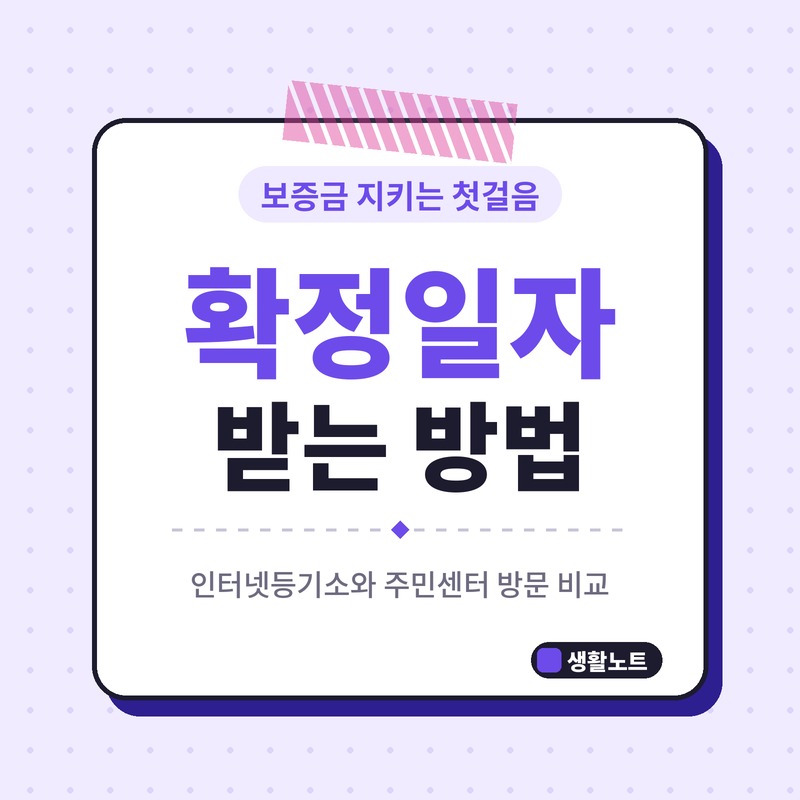 보증금 지키는 첫걸음
확정일자
받는 방법
인터넷등기소와 주민센터 방문 비교
생활노트